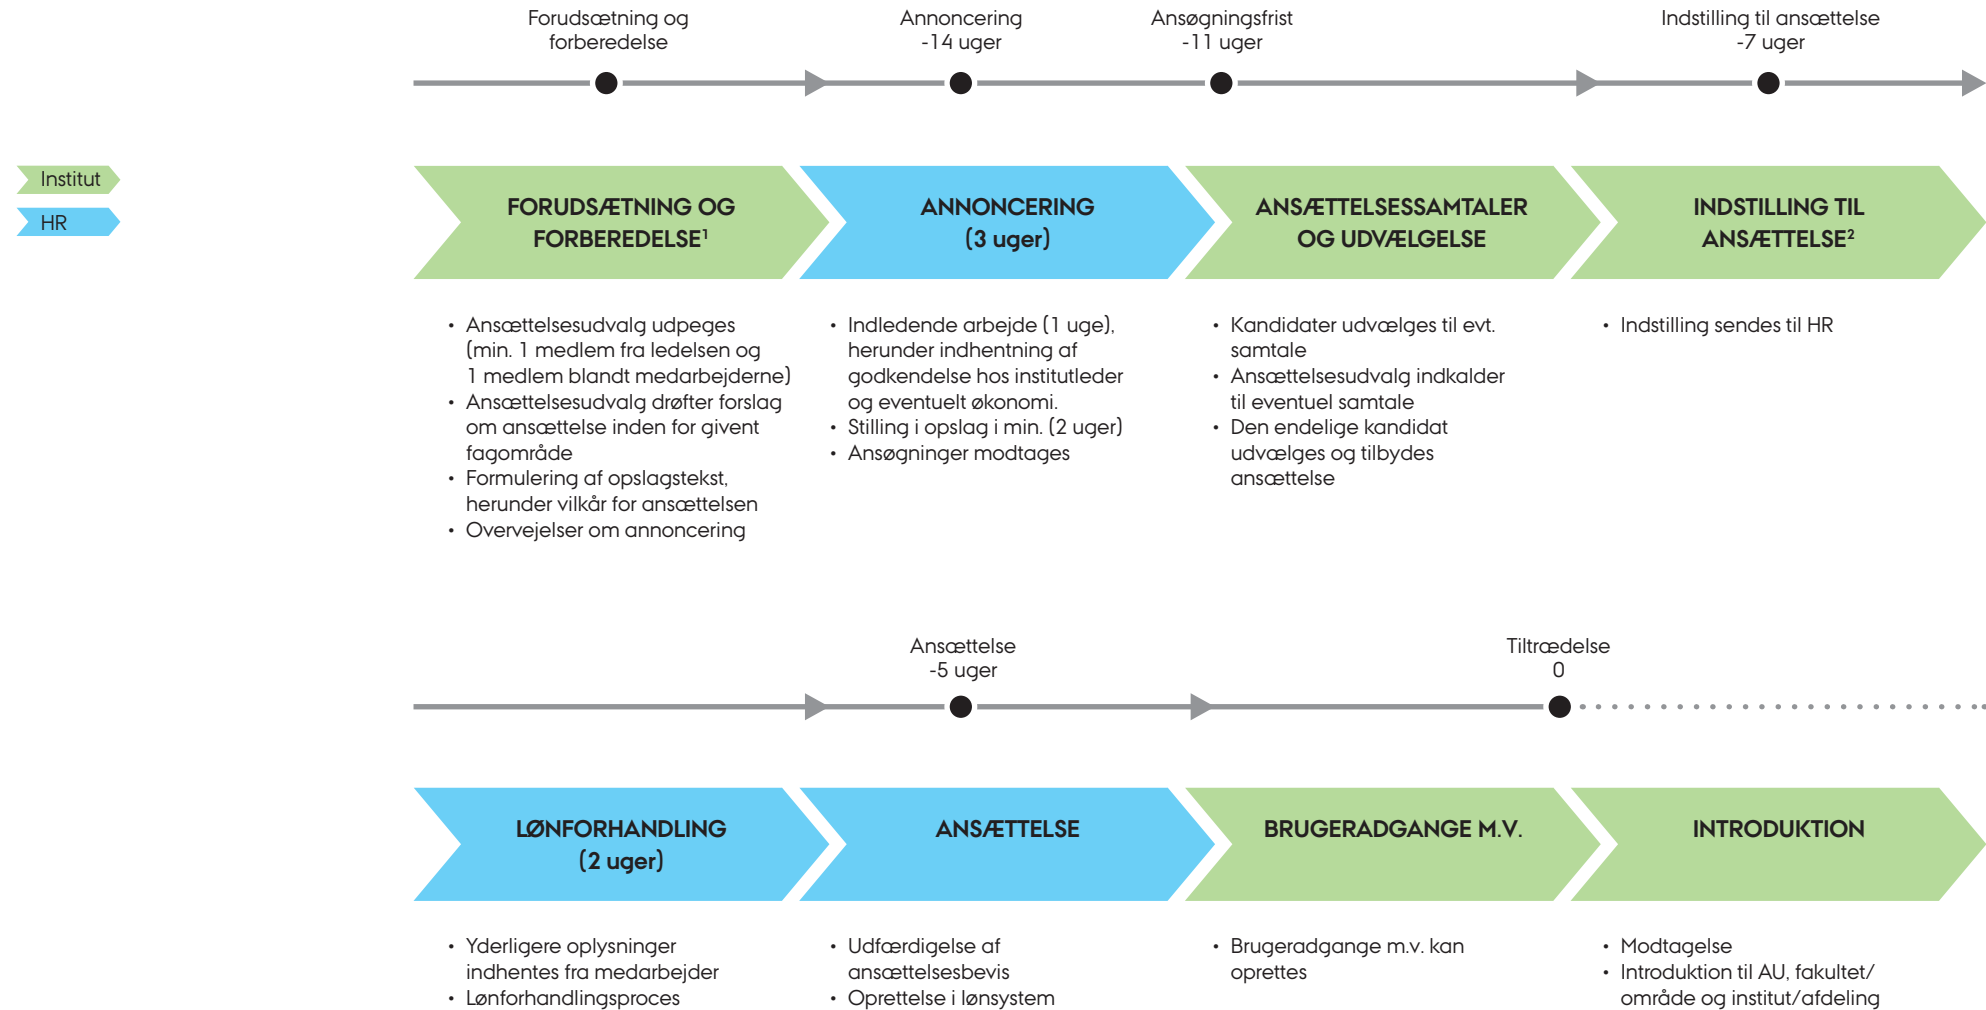 Forudsætning og
forberedelse
Annoncering
-14 uger
Ansøgningsfrist
-11 uger
Indstilling til ansættelse
-7 uger
Institut
HR
FORUDSÆTNING OG
FORBEREDELSE¹
ANNONCERING
(3 uger)
ANSÆTTELSESSAMTALER
OG UDVÆLGELSE
INDSTILLING TIL
ANSÆTTELSE²
• Ansættelsesudvalg udpeges
(min. 1 medlem fra ledelsen og
1 medlem blandt medarbejderne)
• Ansættelsesudvalg drøfter forslag
om ansættelse inden for givent
fagområde
• Formulering af opslagstekst,
herunder vilkår for ansættelsen
• Overvejelser om annoncering
• Indledende arbejde (1 uge),
herunder indhentning af
godkendelse hos institutleder
og eventuelt økonomi.
• Stilling i opslag i min. (2 uger)
• Ansøgninger modtages
• Kandidater udvælges til evt.
samtale
• Ansættelsesudvalg indkalder
til eventuel samtale
• Den endelige kandidat
udvælges og tilbydes
ansættelse
• Indstilling sendes til HR
Ansættelse
-5 uger
Tiltrædelse
0
LØNFORHANDLING
(2 uger)
ANSÆTTELSE
BRUGERADGANGE M.V.
INTRODUKTION
• Yderligere oplysninger
indhentes fra medarbejder
• Lønforhandlingsproces
• Udfærdigelse af
ansættelsesbevis
• Oprettelse i lønsystem
• Brugeradgange m.v. kan
oprettes
• Modtagelse
• Introduktion til AU, fakultet/
område og institut/afdeling